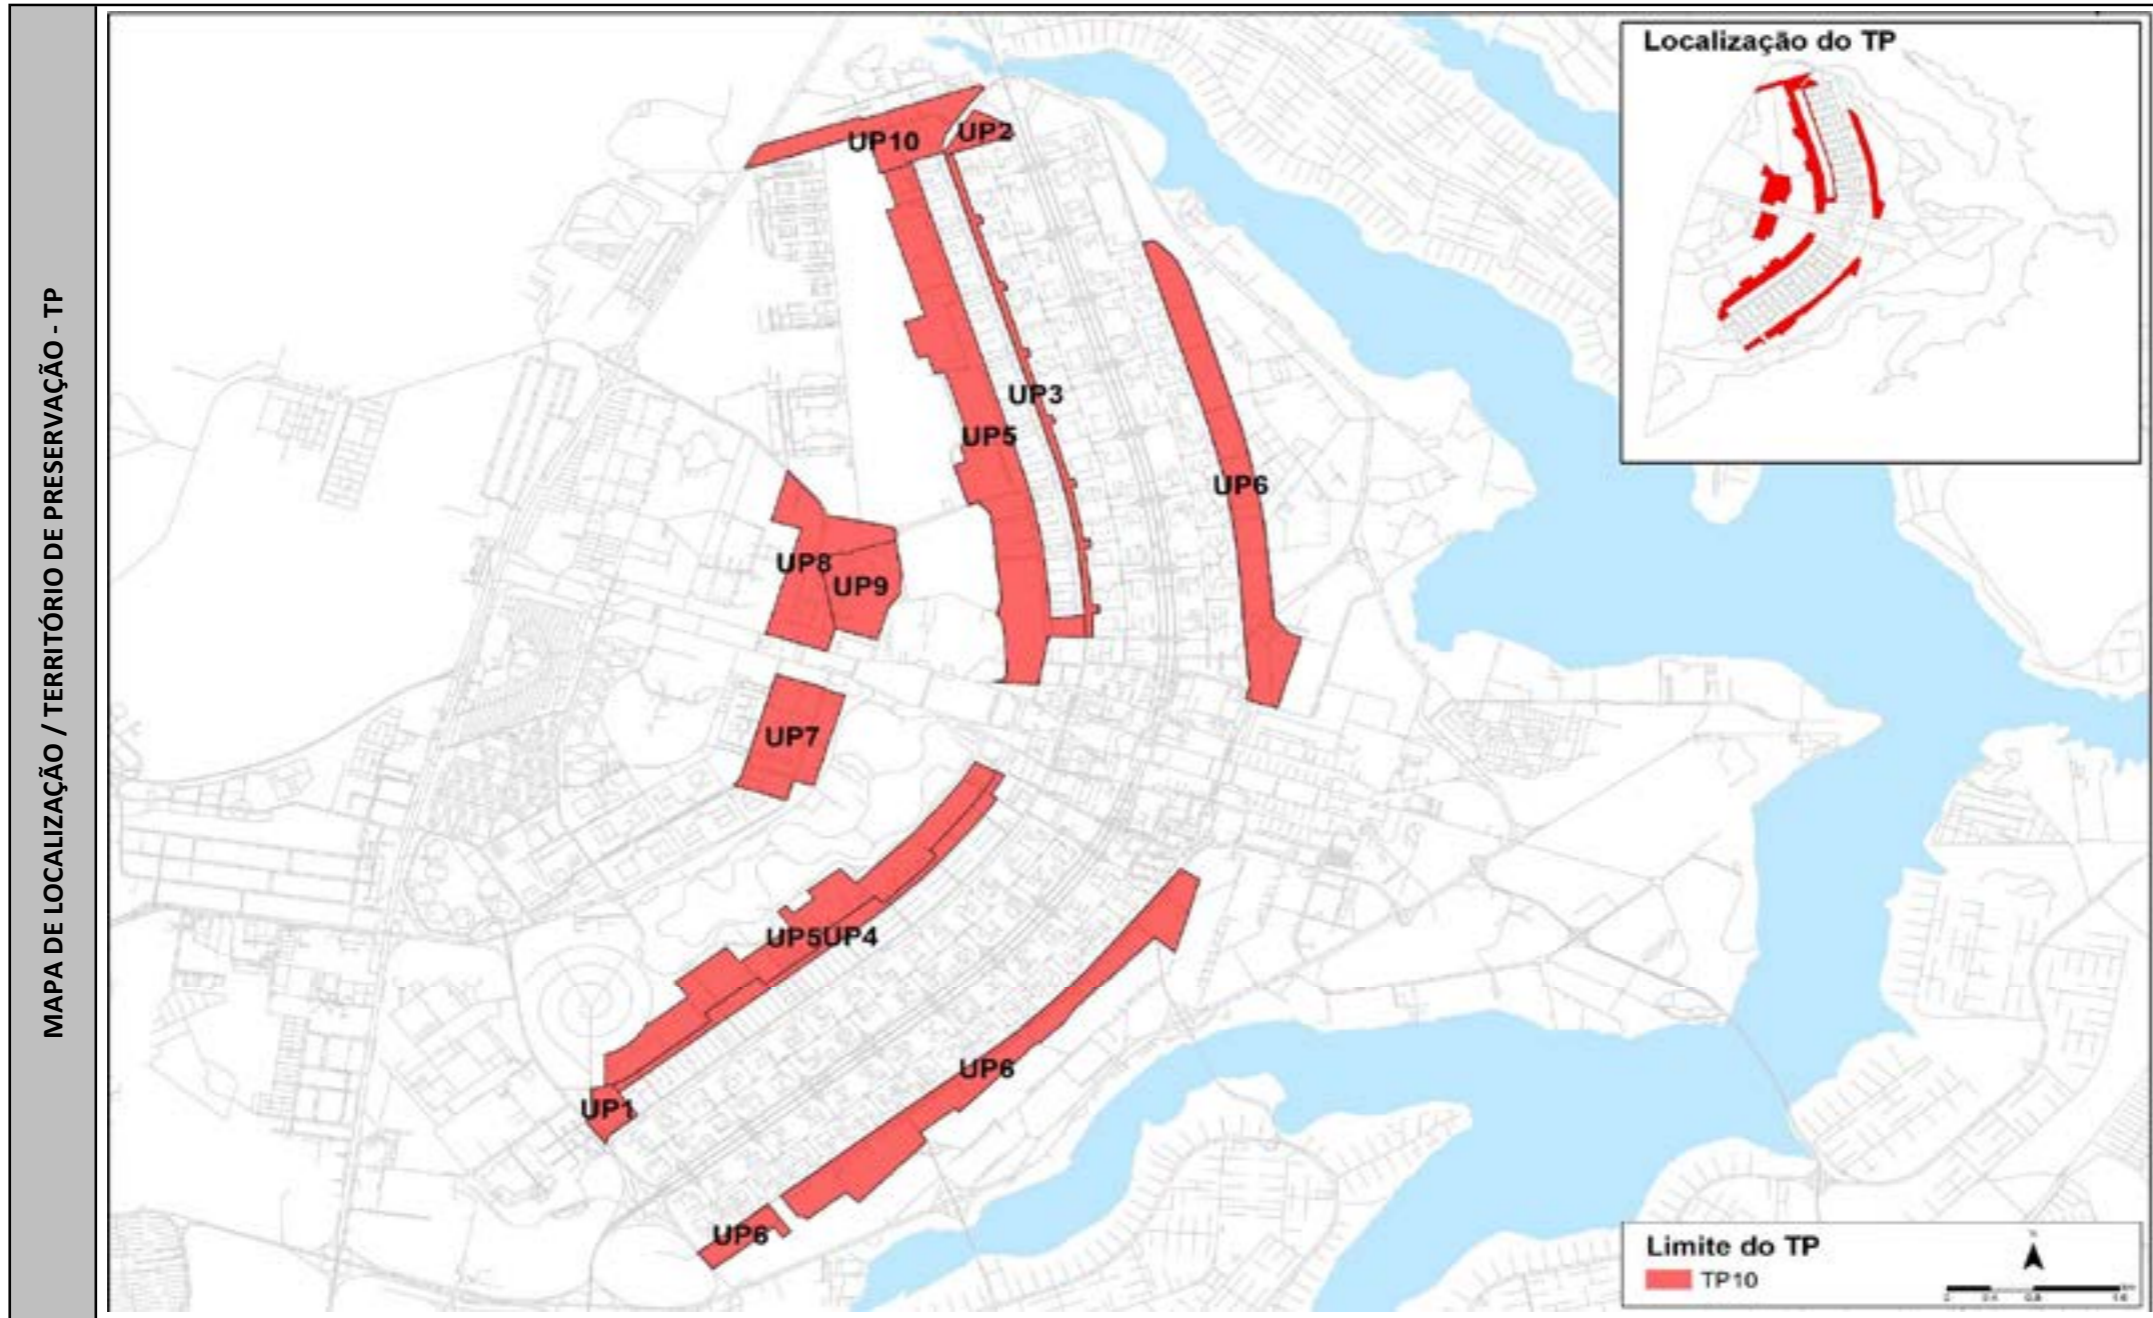 MAPA DE LOCALIZAÇÃO / TERRITÓRIO DE PRESERVAÇÃO - TP
Localização do TP
UP10
UP2
UP3
UP5
UP6
UP8
UP9
UP7
UP5UP4
UP6
UP1
UP6
Limite do TP
TP10